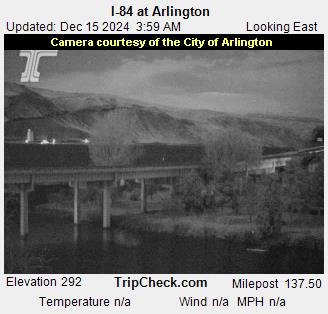 I-84 at Arlington
Updated: Dec 15 2024 3:59 AM Looking East
Camera courtesy of the City of Arlington
Elevation 292 TripCheck.com Milepost 137.50
Temperature n/a Wind n/a MPH n/a